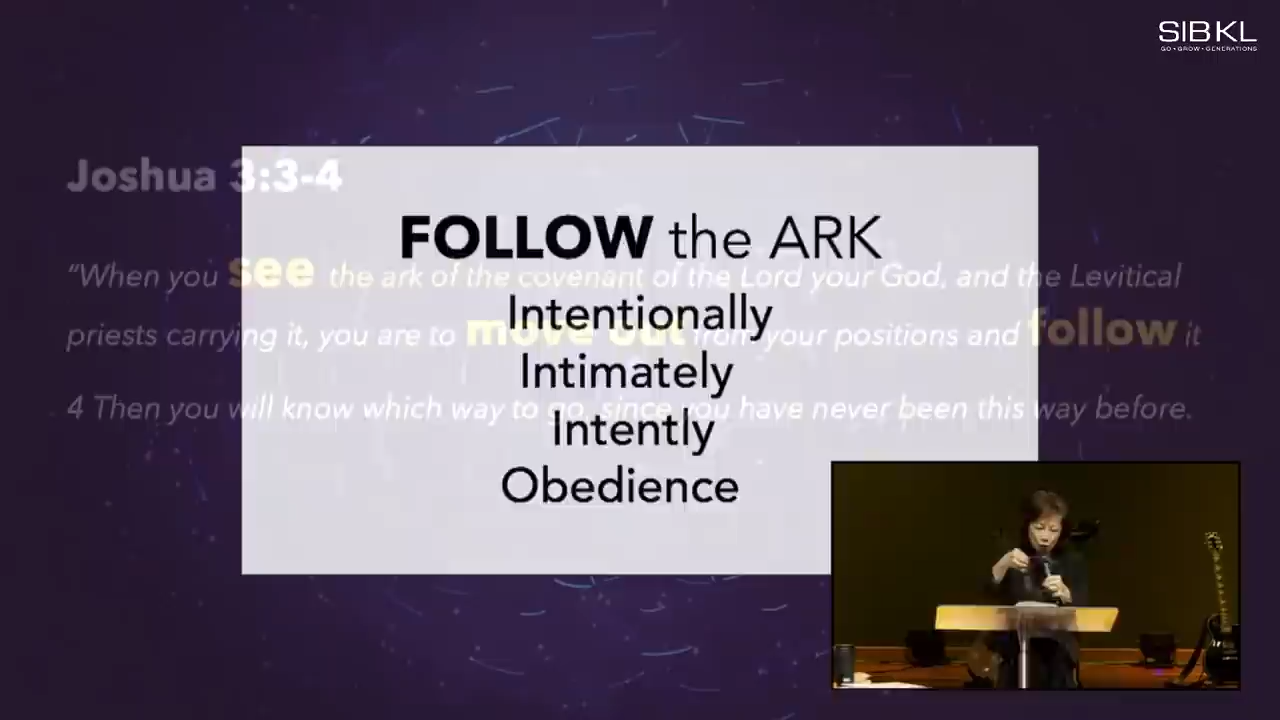 SIBKL
GO • GROW • GENERATIONS
Joshua 3:3-4
FOLLOW the ARK
"When you see the ark of the covenant of the Lord your God, and the Levitical
Intentionally
priests carrying it, you are to move out from your positions and follow it
Intimately
4 Then you will know which way to go, since you have never been this way before.
Intently
Obedience